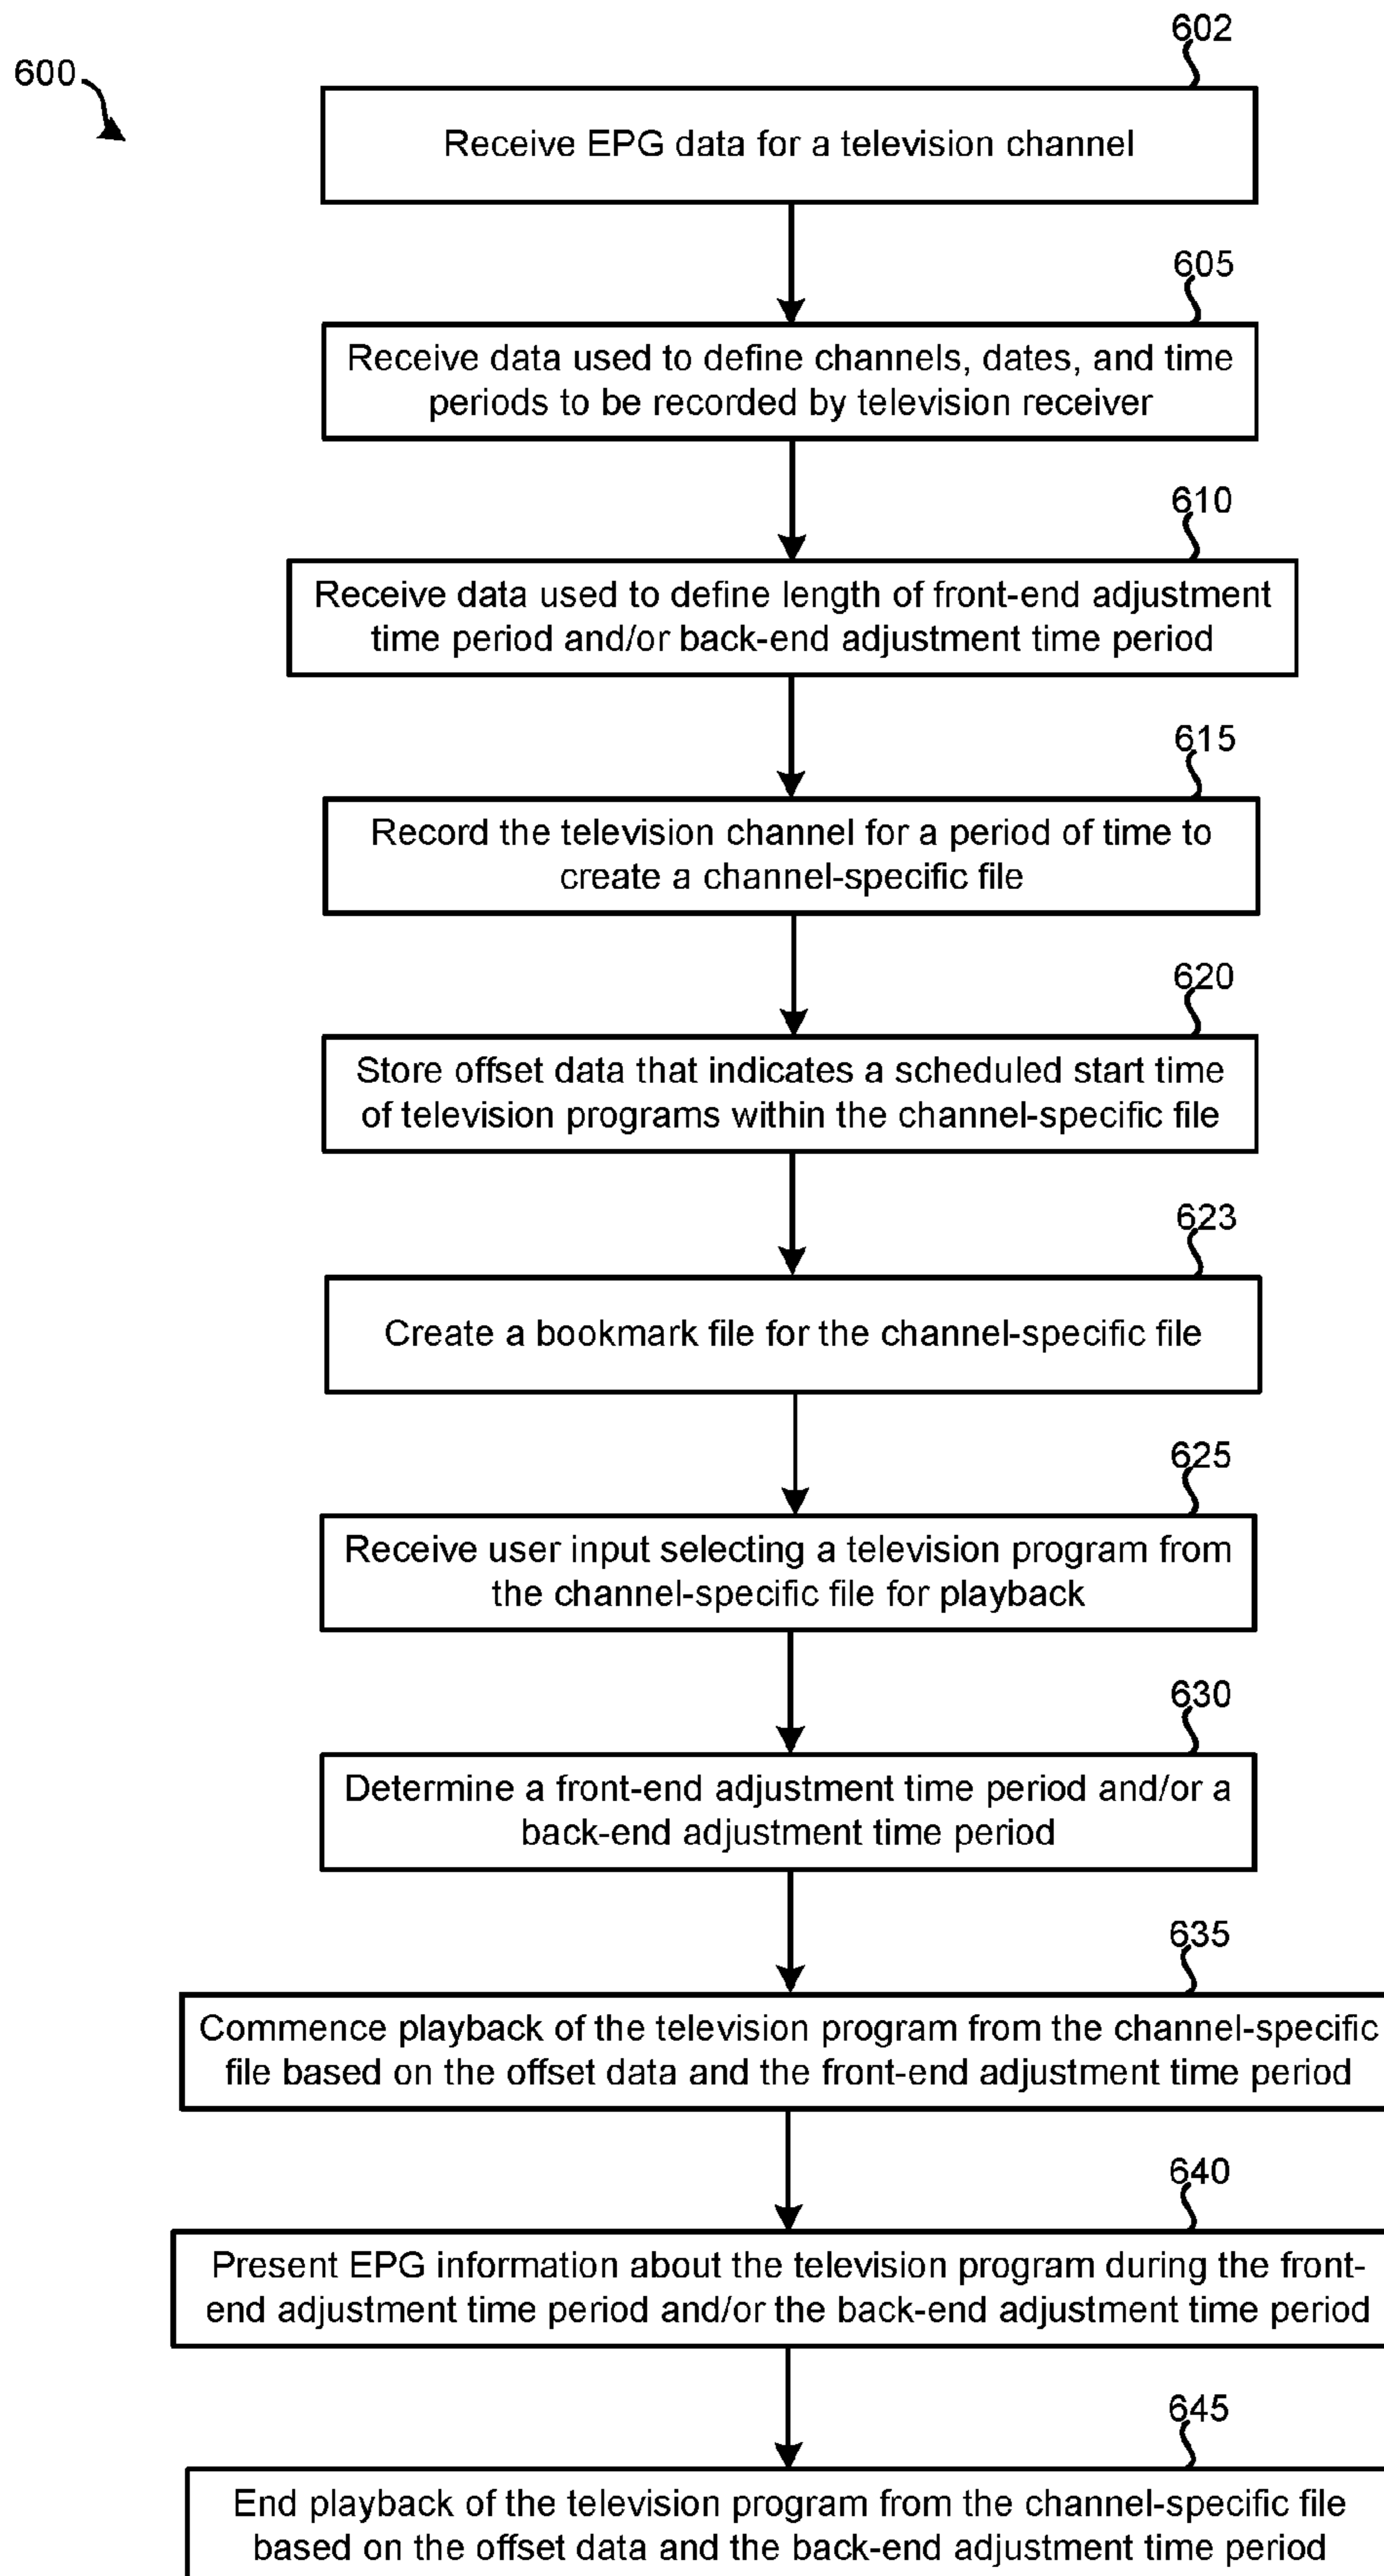 602
600
Receive EPG data for a television channel
605
Receive data used to define channels, dates, and time
periods to be recorded by television receiver
610
Receive data used to define length of front-end adjustment
time period and/or back-end adjustment time period
615
Record the television channel for a period of time to
create a channel-specific file
620
Store offset data that indicates a scheduled start time
of television programs within the channel-specific file
623
Create a bookmark file for the channel-specific file
625
Receive user input selecting a television program from
the channel-specific file for playback
630
Determine a front-end adjustment time period and/or a
back-end adjustment time period
635
Commence playback of the television program from the channel-specific
file based on the offset data and the front-end adjustment time period
640
Present EPG information about the television program during the front-
end adjustment time period and/or the back-end adjustment time period
645
End playback of the television program from the channel-specific file
based on the offset data and the back-end adjustment time period